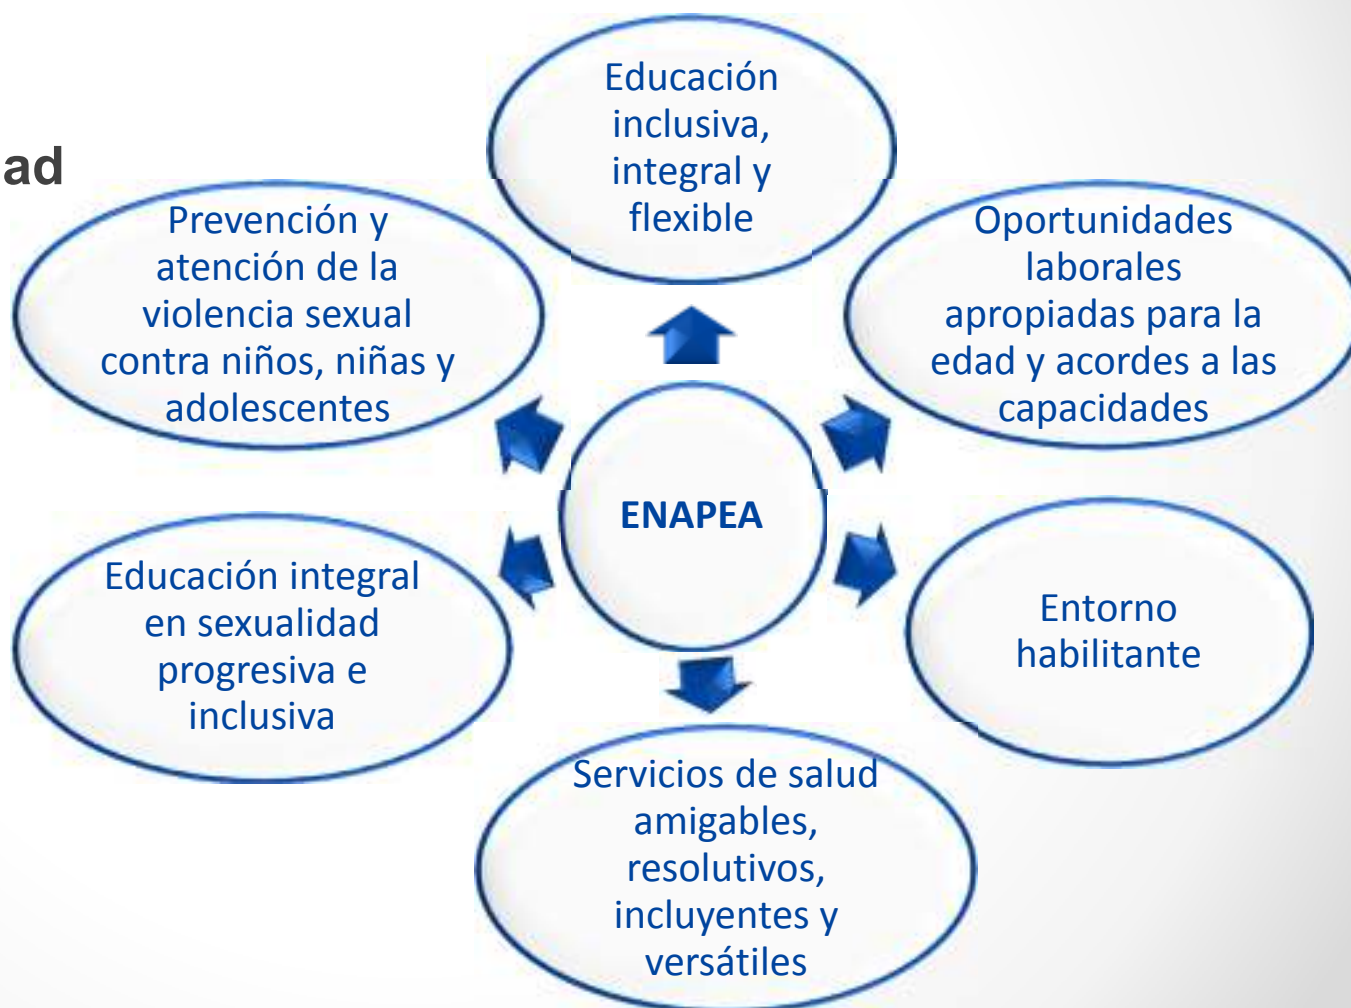 ad
Educación
inclusiva,
integral y
flexible
Prevención y
atención de la
violencia sexual
contra niños, niñas y
adolescentes
Oportunidades
laborales
apropiadas para la
edad y acordes a las
capacidades
ENAPEA
Educación integral
en sexualidad
progresiva e
inclusiva
Entorno
habilitante
Servicios de salud
amigables,
resolutivos,
incluyentes y
versátiles